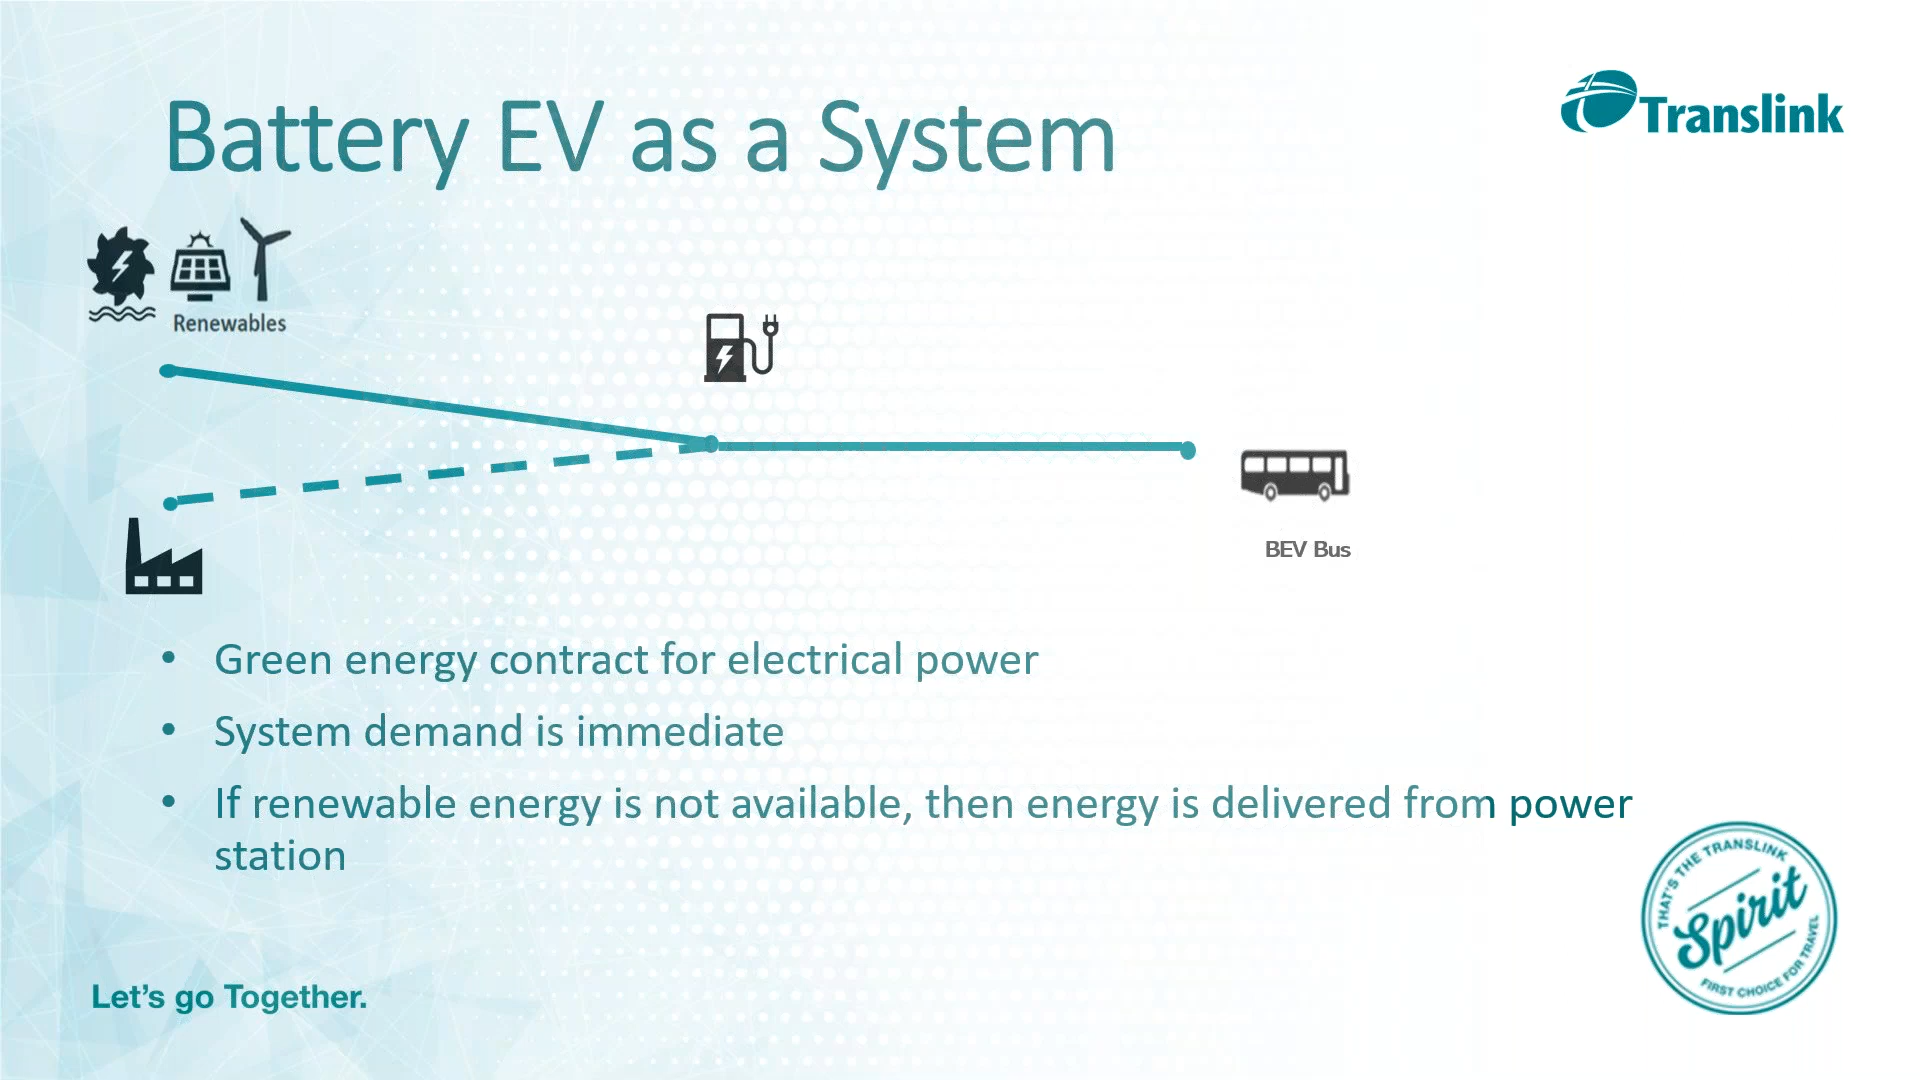 Translink
Battery EV as a System
Renewables
BEV Bus
• Green energy contract for electrical power
• System demand is immediate
• If renewable energy is not available, then energy is delivered from power
station
THAT'S THE TRANSLINK
Spirit
FIRST CHOICE FOR TRAVEL
Let's go Together.